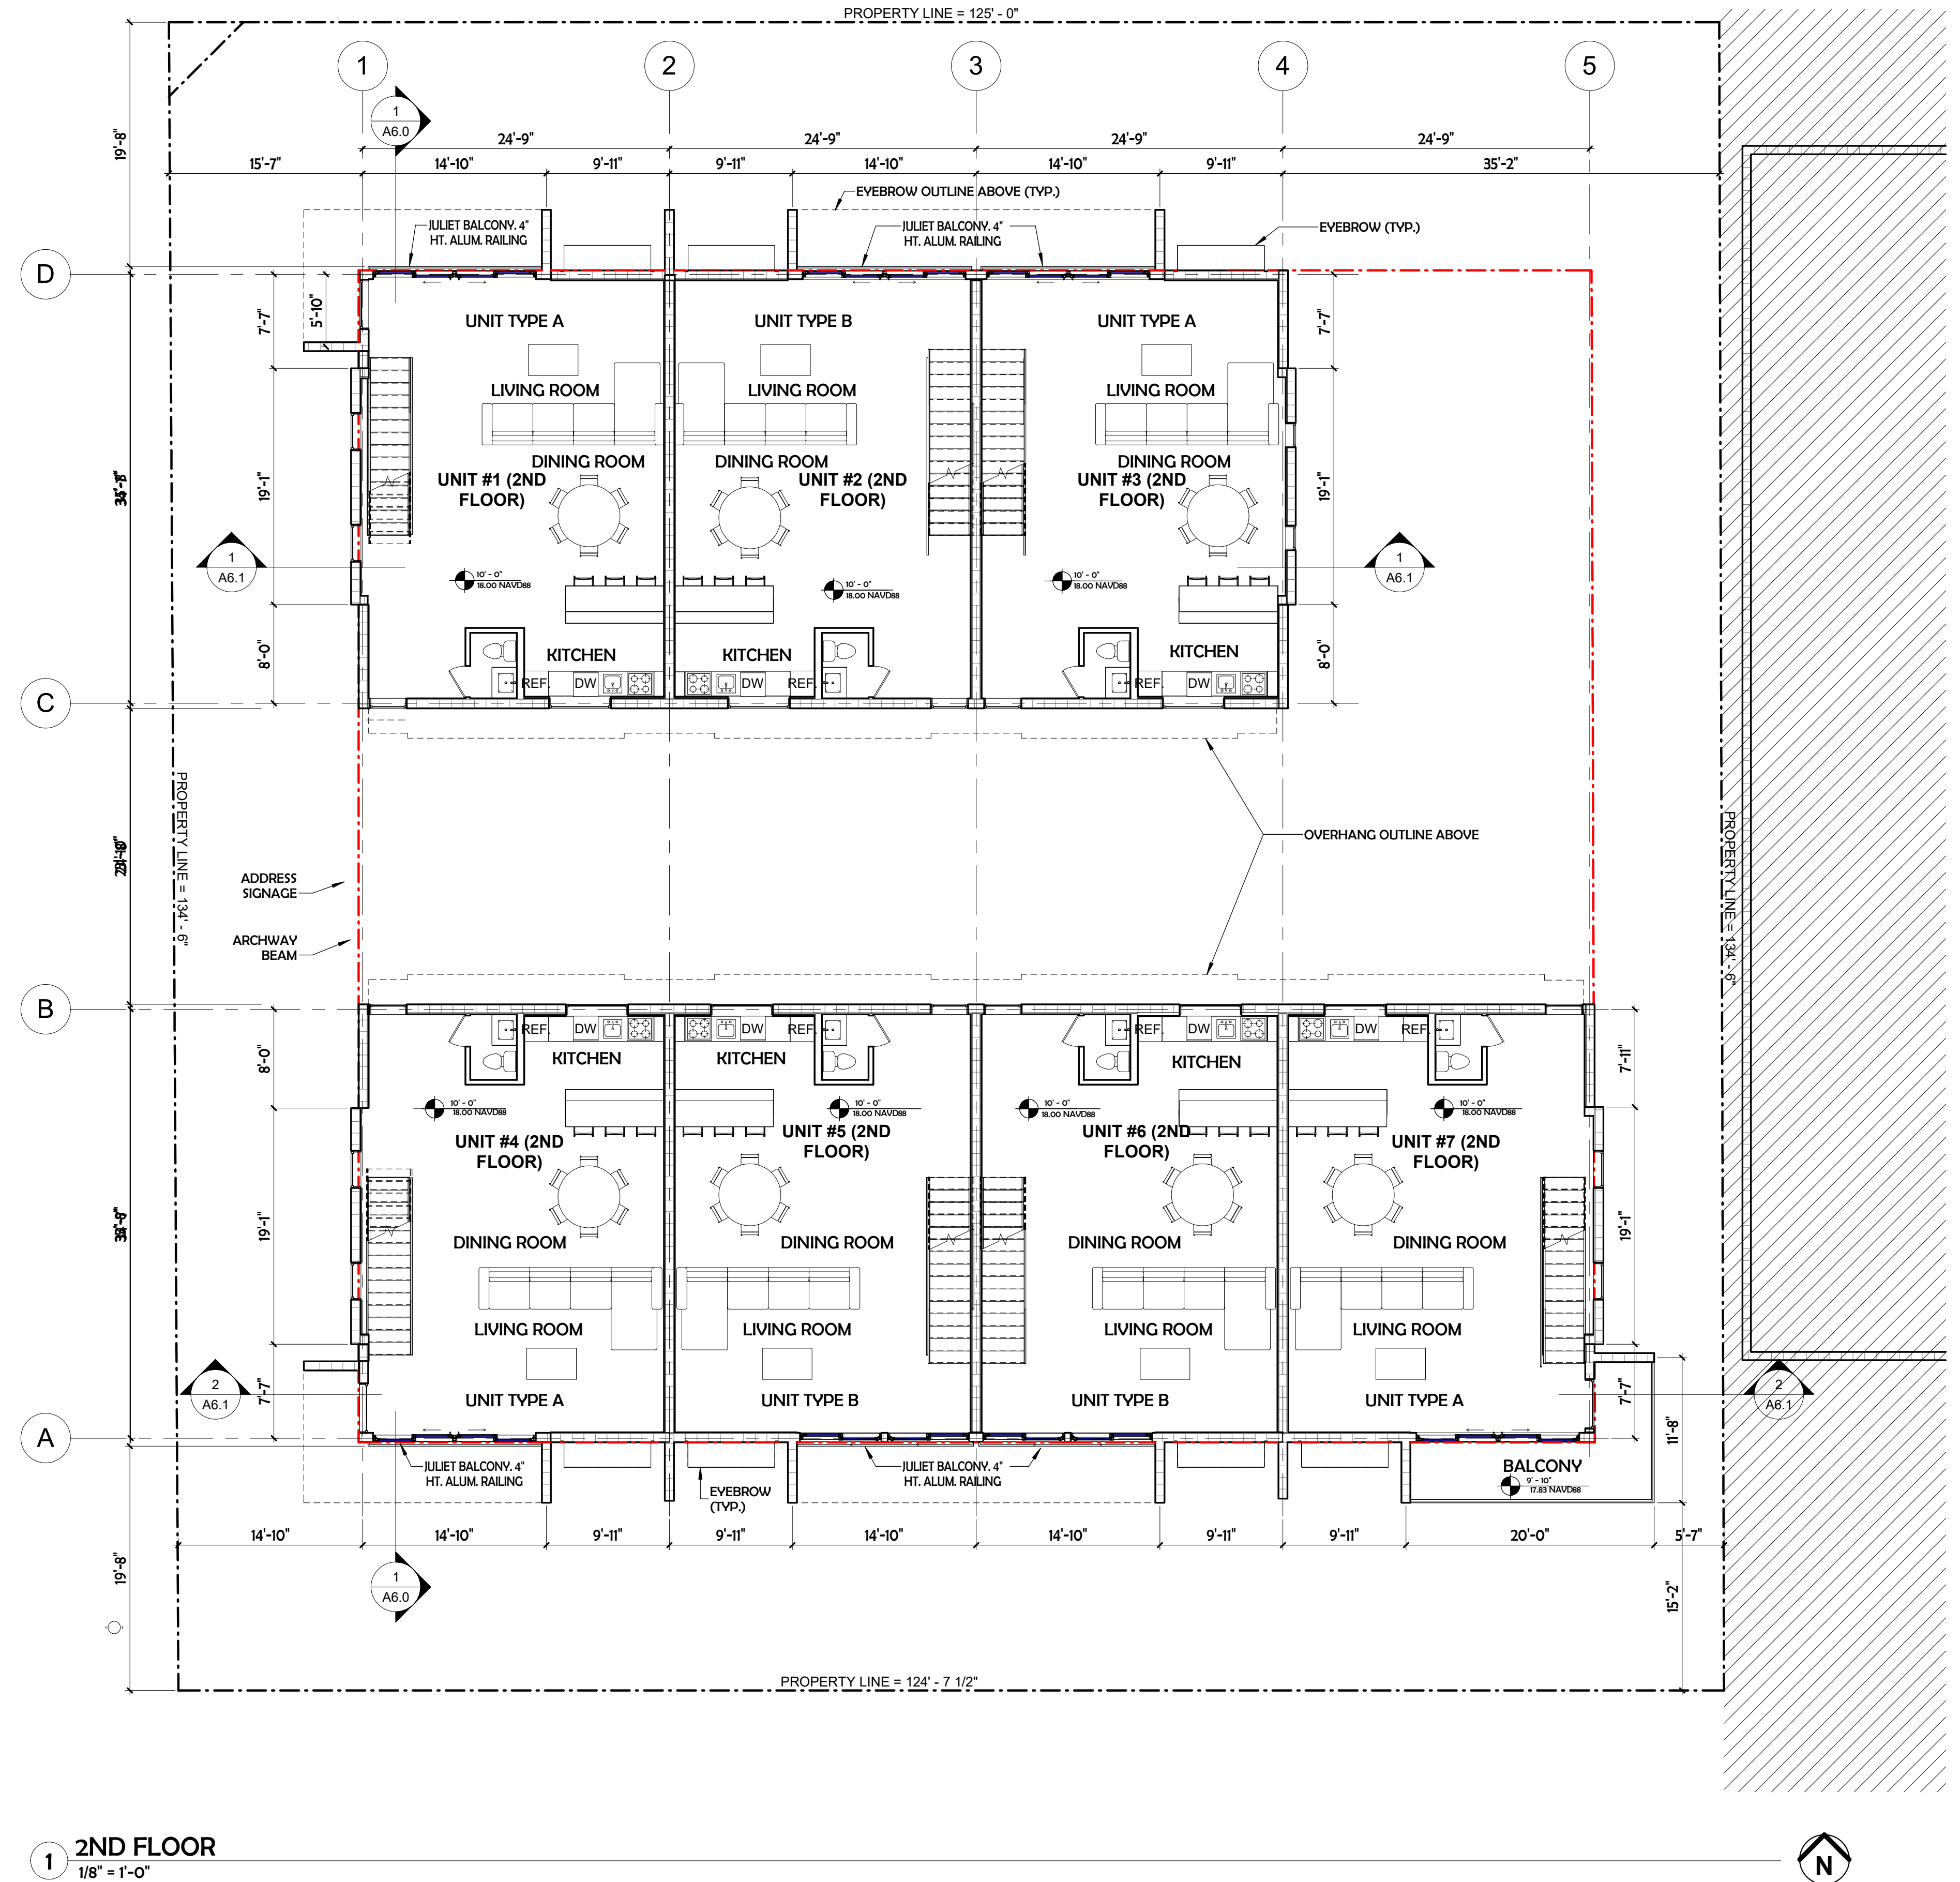 PROPERTY LINE = 125' - 0"
1
2
3
4
5
1
A6.0
19'-8"
24'-9"
24'-9"
24'-9"
24'-9"
15'-7"
14'-10"
9'-11"
9'-11"
14'-10"
14'-10"
9'-11"
35'-2"
EYEBROW OUTLINE ABOVE (TYP.)
JULIET BALCONY. 4"
HT. ALUM. RAILING
JULIET BALCONY. 4"
HT. ALUM. RAILING
EYEBROW (TYP.)
D
7'-7"
5'-10"
7'-7"
UNIT TYPE A
UNIT TYPE B
UNIT TYPE A
LIVING ROOM
LIVING ROOM
LIVING ROOM
DINING ROOM
DINING ROOM
DINING ROOM
19'-1"
UNIT #1 (2ND
FLOOR)
UNIT #2 (2ND
FLOOR)
UNIT #3 (2ND
FLOOR)
19'-1"
1
A6.1
1
A6.1
10' - 0"
18.00 NAVD88
10' - 0"
18.00 NAVD88
10' - 0"
18.00 NAVD88
8'-0"
KITCHEN
KITCHEN
KITCHEN
8'-0"
REF.
DW
DW
REF.
REF.
DW
C
PROPERTY LINE = 134' - 6"
PROPERTY LINE = 134' - 6"
OVERHANG OUTLINE ABOVE
ADDRESS
SIGNAGE
ARCHWAY
BEAM
B
REF.
DW
DW
REF.
REF.
DW
DW
REF.
8'-0"
KITCHEN
KITCHEN
KITCHEN
7'-11"
10' - 0"
18.00 NAVD88
10' - 0"
18.00 NAVD88
10' - 0"
18.00 NAVD88
10' - 0"
18.00 NAVD88
UNIT #4 (2ND
FLOOR)
UNIT #5 (2ND
FLOOR)
UNIT #6 (2ND
FLOOR)
UNIT #7 (2ND
FLOOR)
19'-1"
19'-1"
DINING ROOM
DINING ROOM
DINING ROOM
DINING ROOM
LIVING ROOM
LIVING ROOM
LIVING ROOM
LIVING ROOM
2
A6.1
7'-7"
UNIT TYPE A
UNIT TYPE B
UNIT TYPE B
UNIT TYPE A
7'-7"
11'-8"
2
A6.1
A
JULIET BALCONY. 4"
HT. ALUM. RAILING
EYEBROW
(TYP.)
JULIET BALCONY. 4"
HT. ALUM. RAILING
BALCONY
9' - 10"
17.83 NAVD88
14'-10"
14'-10"
9'-11"
9'-11"
14'-10"
14'-10"
9'-11"
9'-11"
20'-0"
5'-7"
19'-8"
1
A6.0
15'-2"
PROPERTY LINE = 124' - 7 1/2"
1
2ND FLOOR
1/8" = 1'-0"
N